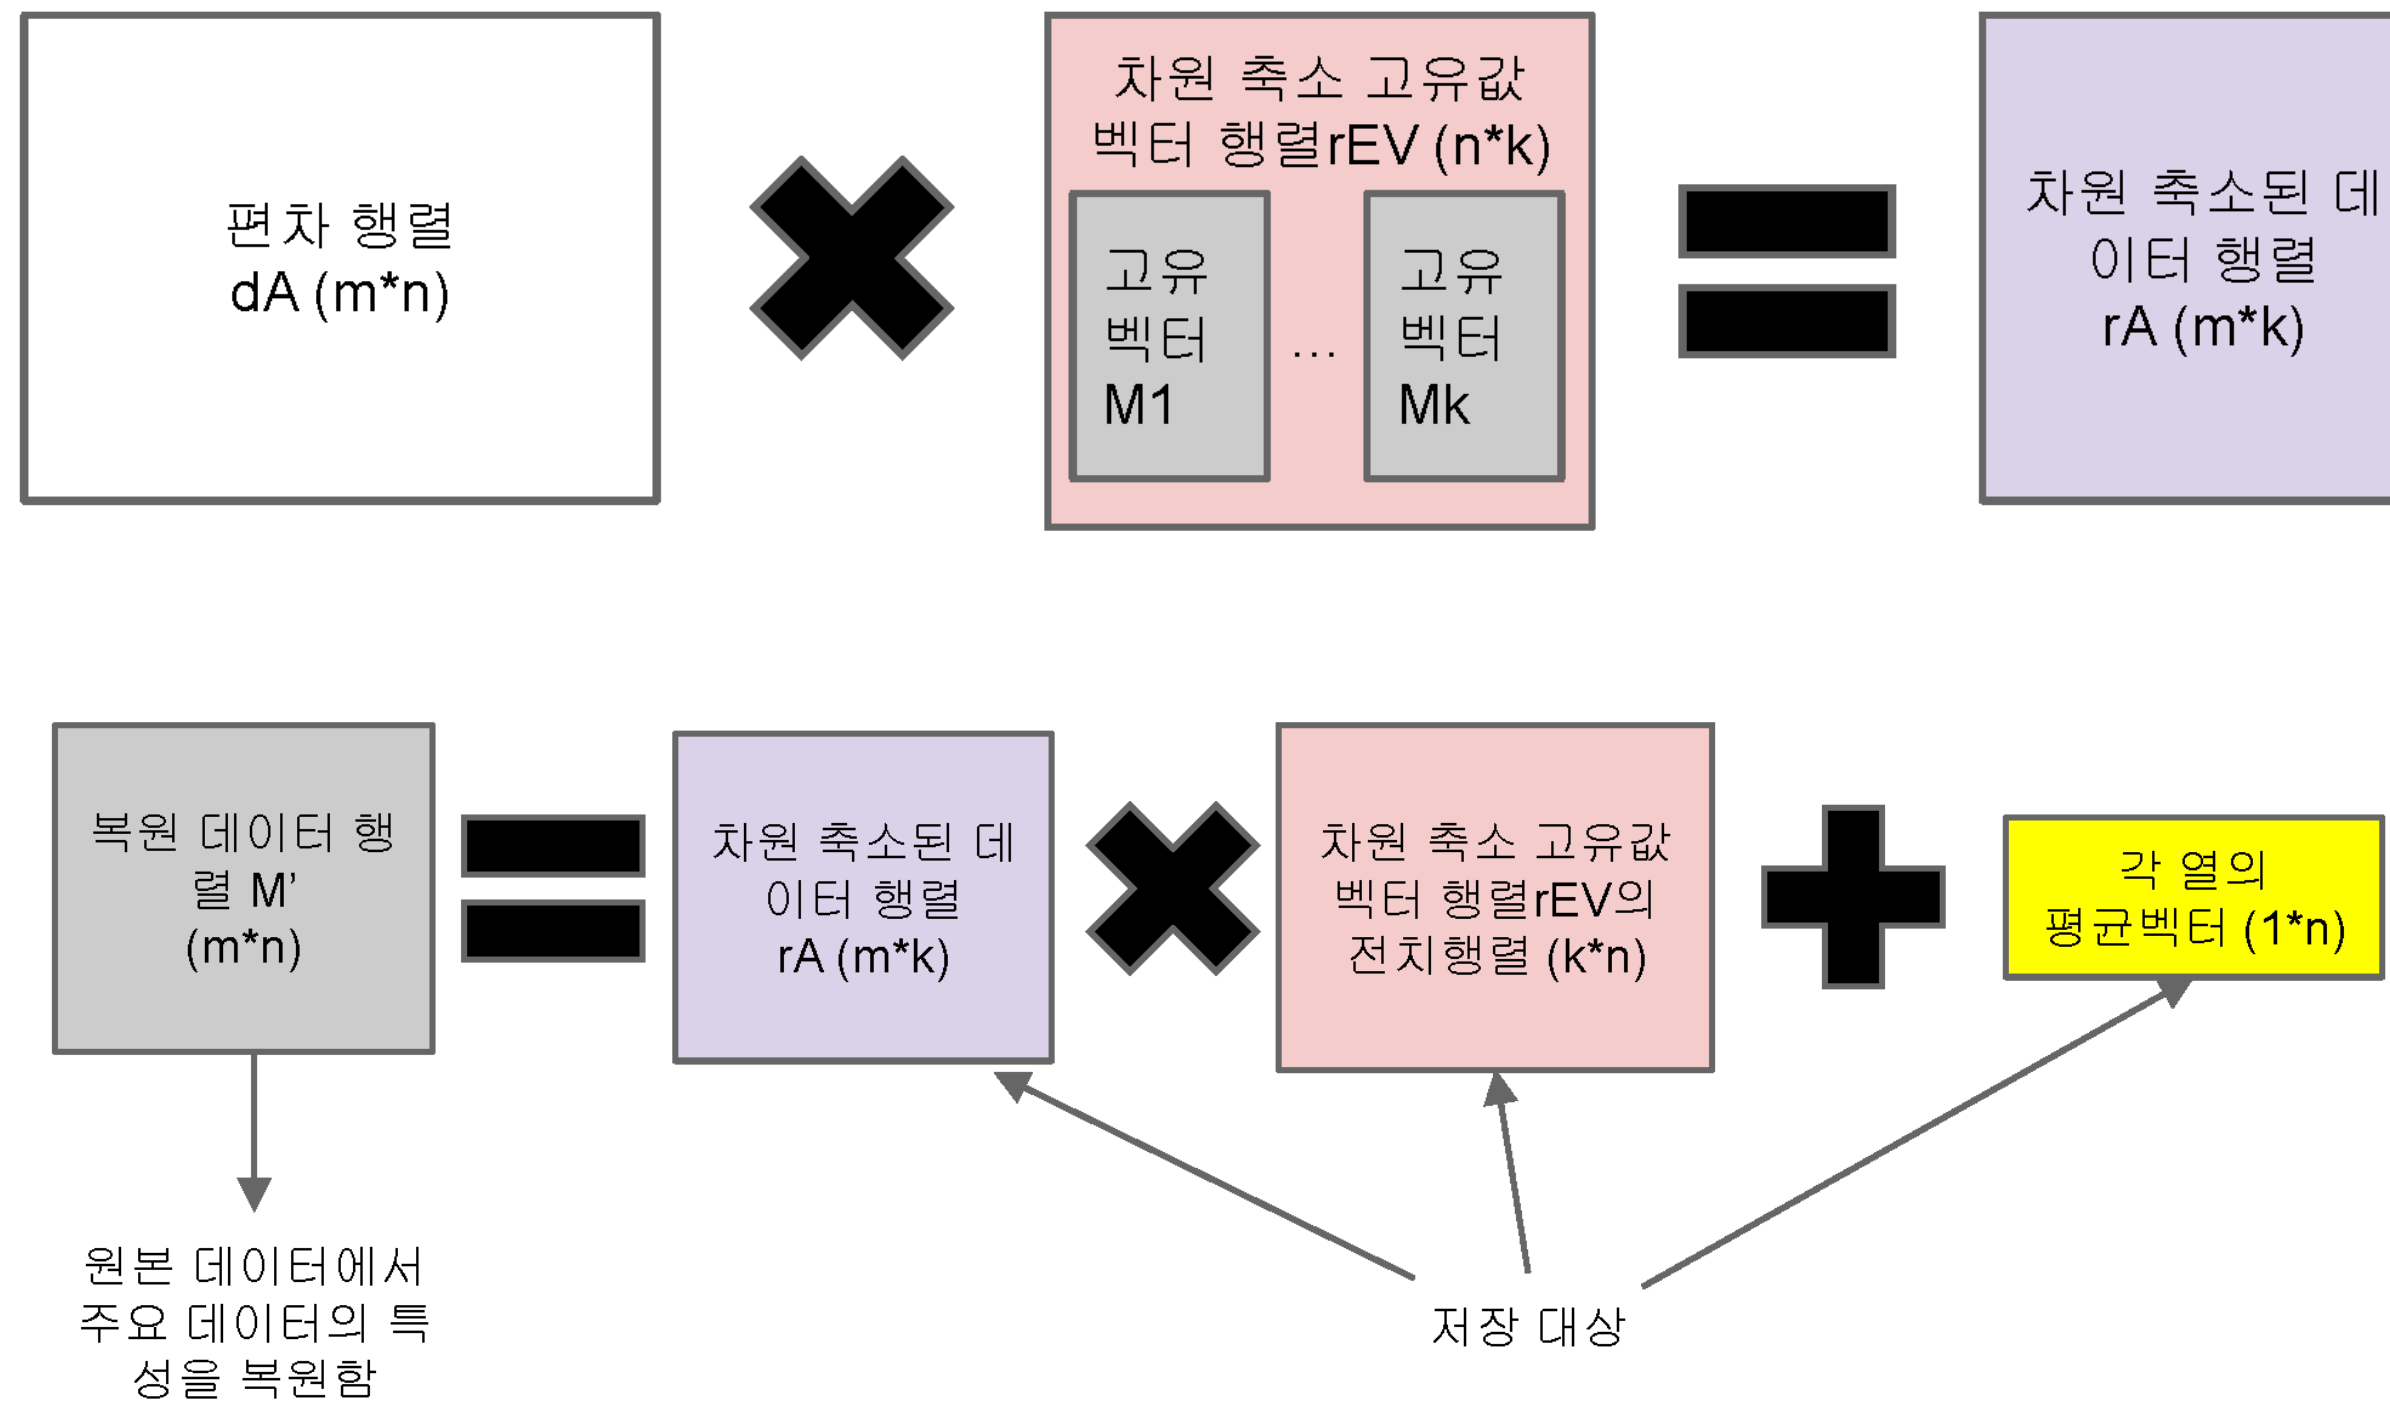 편차 행렬
dA (m*n)
차원 축소 고유값
벡터 행렬rEV (n*k)
고유
벡터
M1
...
고유
벡터
Mk
차원 축소된 데
이터 행렬
rA (m*k)
복원 데이터 행
렬 M’
(m*n)
차원 축소된 데
이터 행렬
rA (m*k)
차원 축소 고유값
벡터 행렬rEV의
전치행렬 (k*n)
각 열의
평균벡터 (1*n)
원본 데이터에서
주요 데이터의 특
성을 복원함
저장 대상